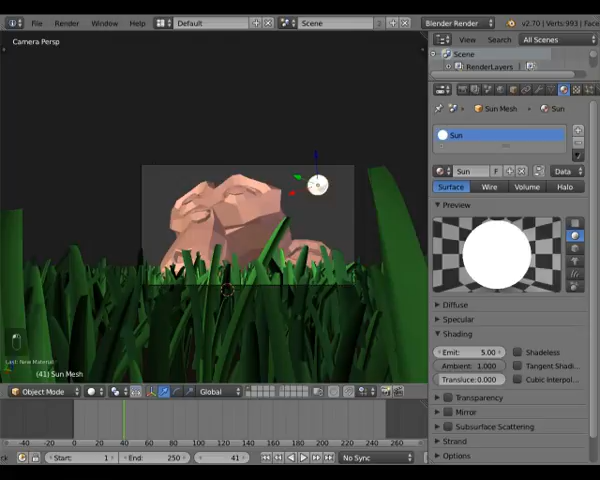 File Render Window Help Default Scene Blender Render v2.70 | Verts:993 | Face
Camera Persp
View Search All Scenes
Scene
RenderLayers
Sun Mesh Sun
Sun
Sun F Data
Surface Wire Volume Halo
Preview
Diffuse
Specular
Shading
Emit: 5.00 Shadeless
Ambient: 1.000 Tangent Shadi...
Transluce:0.000 Cubic Interpol...
Transparency
Mirror
Subsurface Scattering
Strand
Options
Last: New Material
(41) Sun Mesh
Object Mode Global
-40 -20 0 20 40 60 80 100 120 140 160 180 200 220 240 260
Start: 1 End: 250 41 No Sync